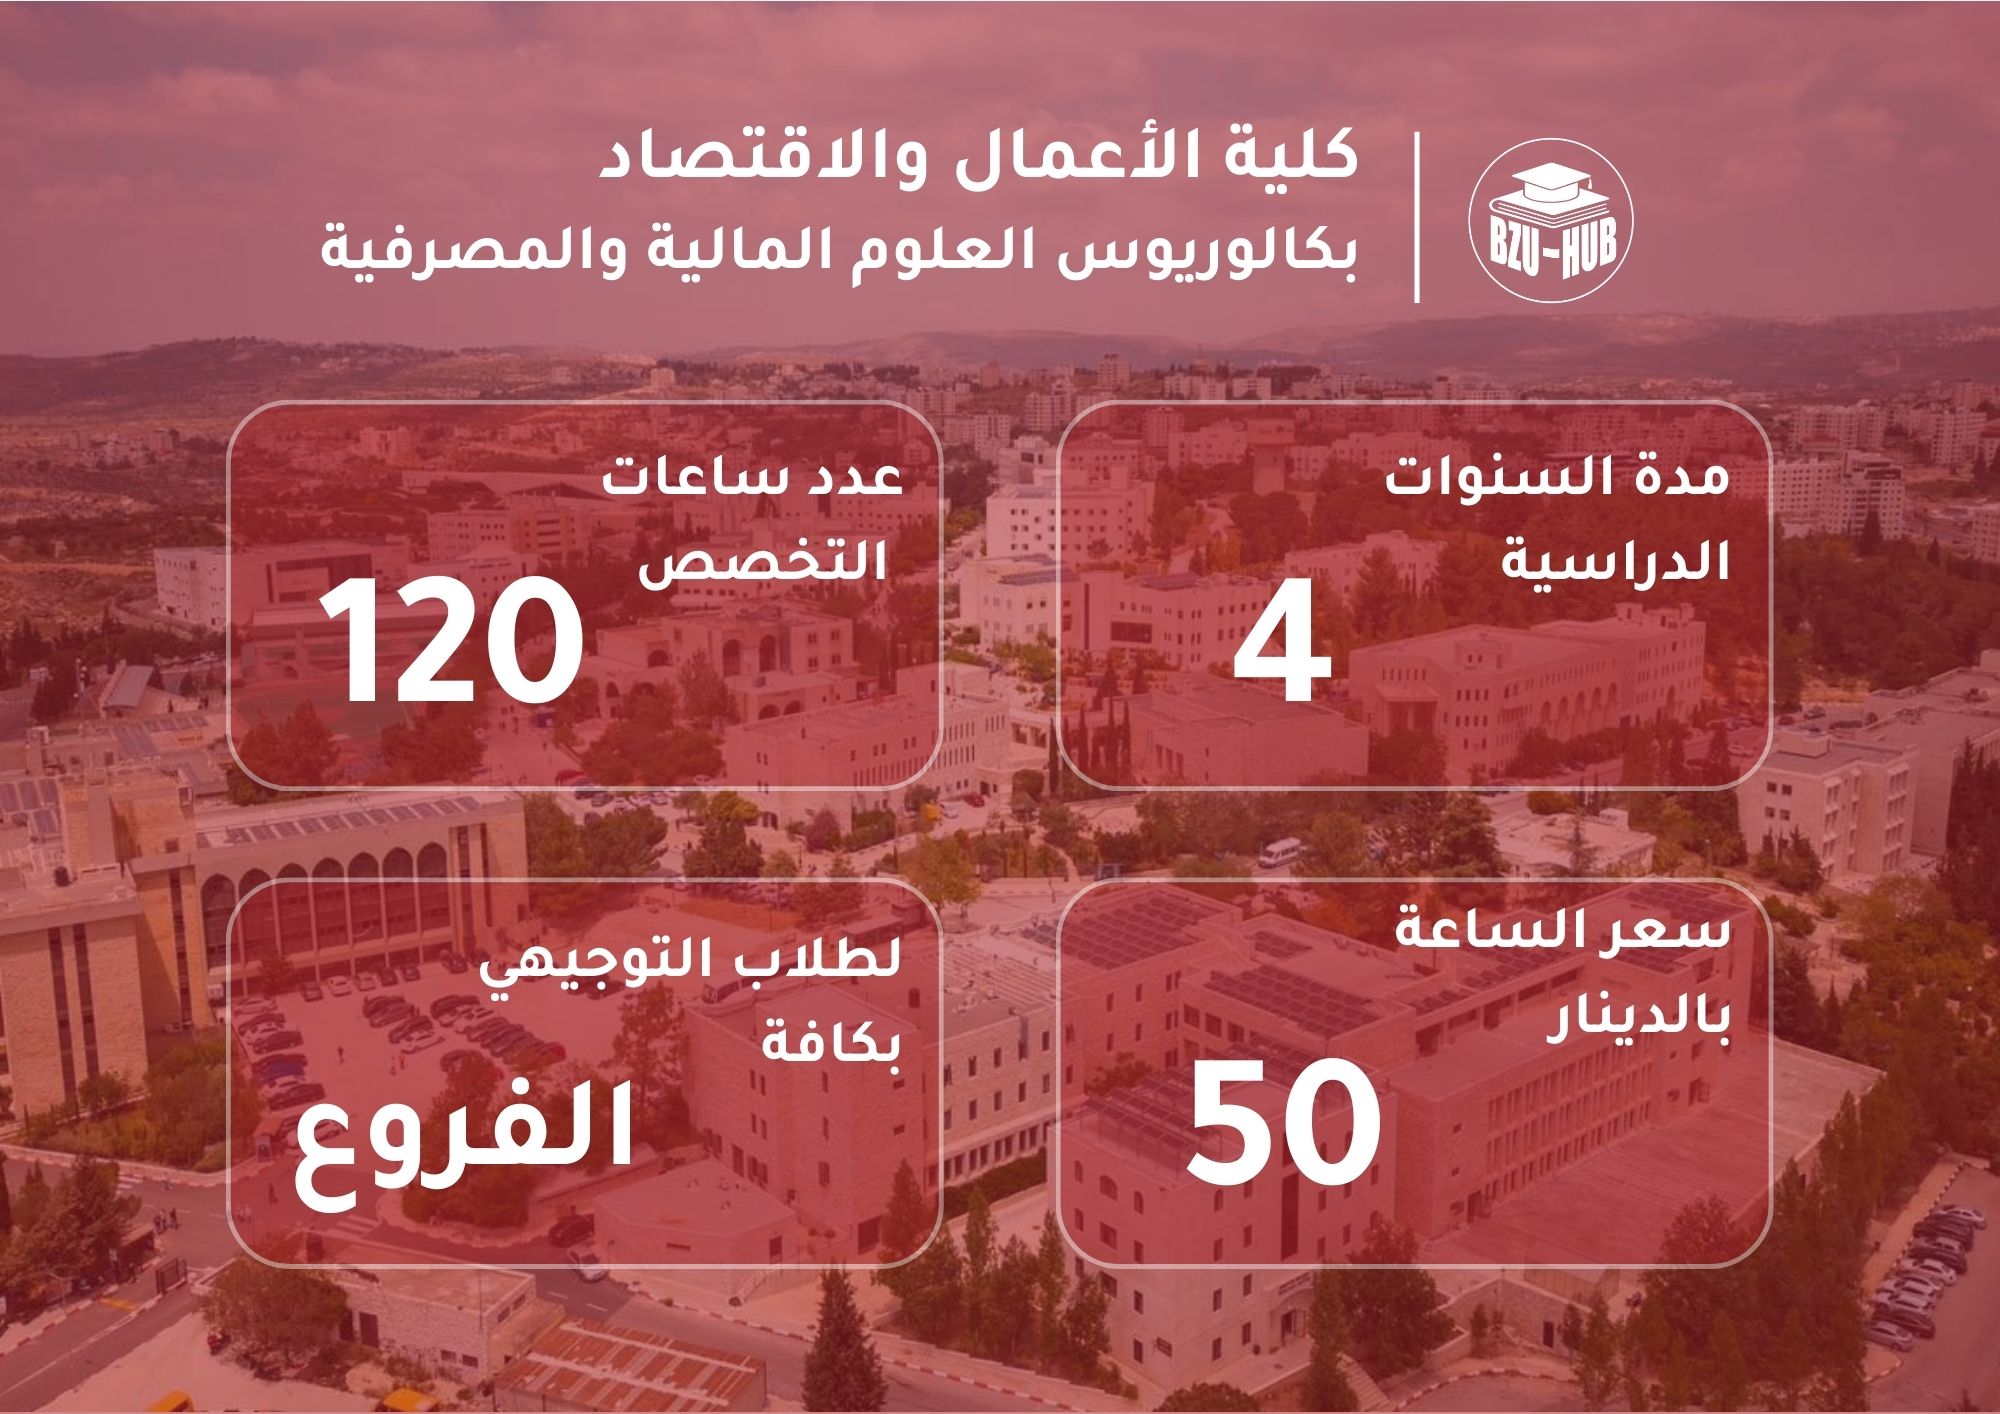 كلية الأعمال والاقتصاد
بكالوريوس العلوم المالية والمصرفية
BZU-HUB
مدة السنوات
الدراسية
4
عدد ساعات
التخصص
120
سعر الساعة
بالدينار
50
لطلاب التوجيهي
بكافة
الفروع